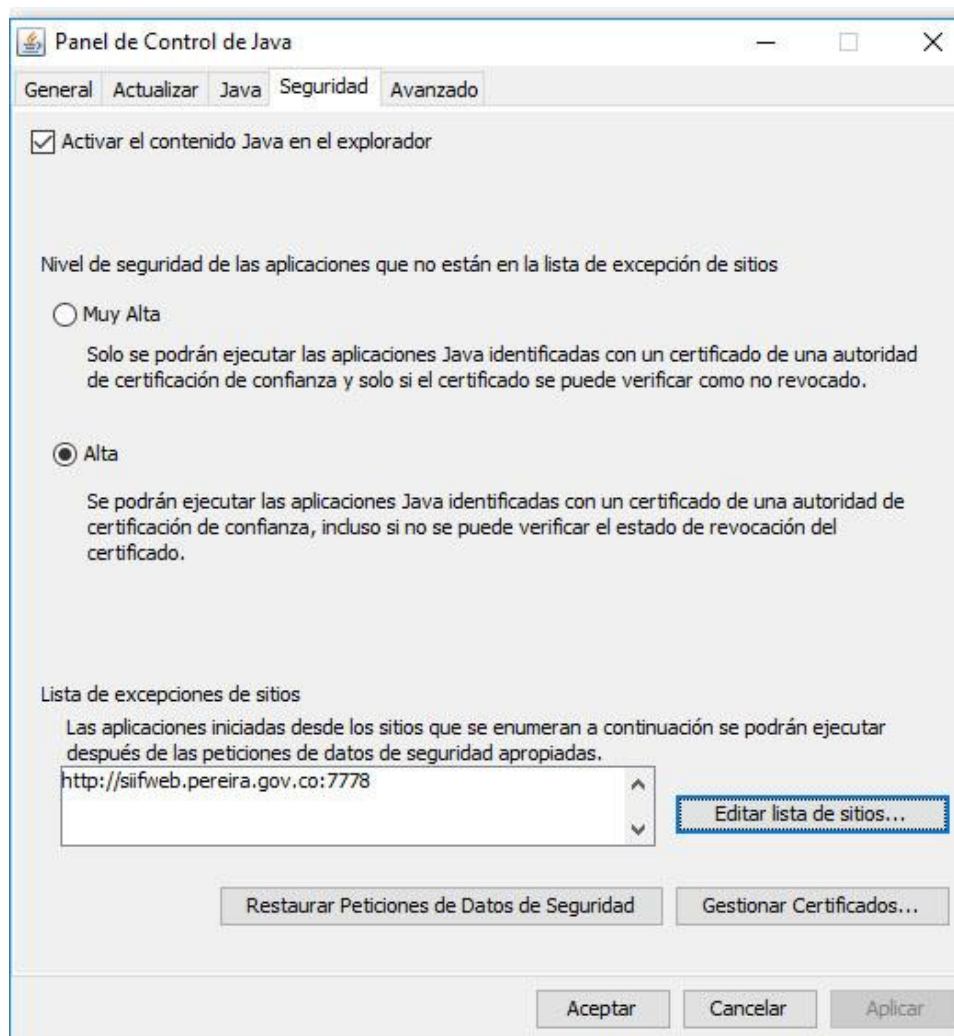 Panel de Control de Java
General Actualizar Java Seguridad Avanzado
Activar el contenido Java en el explorador
Nivel de seguridad de las aplicaciones que no están en la lista de excepción de sitios
Muy Alta
Solo se podrán ejecutar las aplicaciones Java identificadas con un certificado de una autoridad
de certificación de confianza y solo si el certificado se puede verificar como no revocado.
Alta
Se podrán ejecutar las aplicaciones Java identificadas con un certificado de una autoridad de
certificación de confianza, incluso si no se puede verificar el estado de revocación del
certificado.
Lista de excepciones de sitios
Las aplicaciones iniciadas desde los sitios que se enumeran a continuación se podrán ejecutar
después de las peticiones de datos de seguridad apropiadas.
http://siifweb.pereira.gov.co:7778
Editar lista de sitios...
Restaurar Peticiones de Datos de Seguridad Gestionar Certificados...
Aceptar Cancelar Aplicar